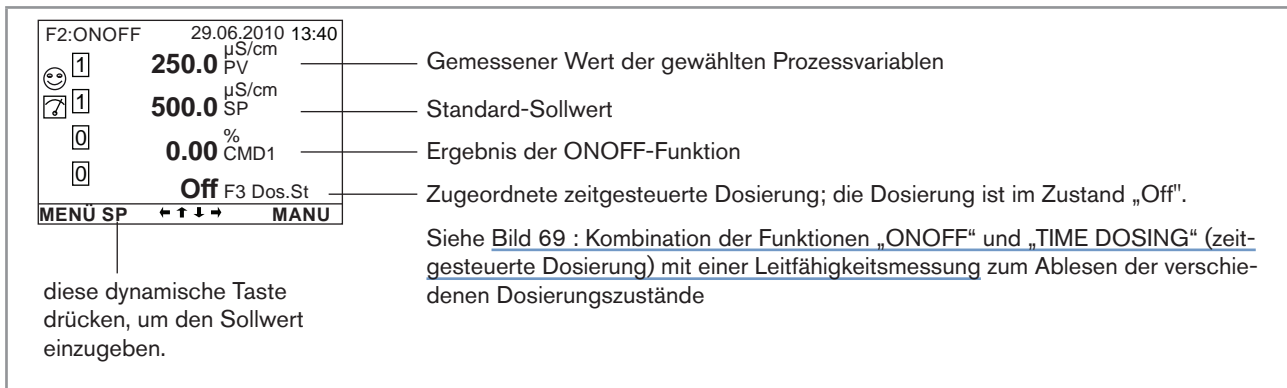 F2:ONOFF 29.06.2010 13:40
1 250.0 µS/cm PV
1 500.0 µS/cm SP
0 0.00 % CMD1
0 Off F3 Dos.St
MENÜ SP ←↑↓→ MANU
Gemessener Wert der gewählten Prozessvariablen
Standard-Sollwert
Ergebnis der ONOFF-Funktion
Zugeordnete zeitgesteuerte Dosierung; die Dosierung ist im Zustand „Off".
Siehe Bild 69 : Kombination der Funktionen „ONOFF“ und „TIME DOSING“ (zeit-
gesteuerte Dosierung) mit einer Leitfähigkeitsmessung zum Ablesen der verschie-
denen Dosierungszustände
diese dynamische Taste
drücken, um den Sollwert
einzugeben.